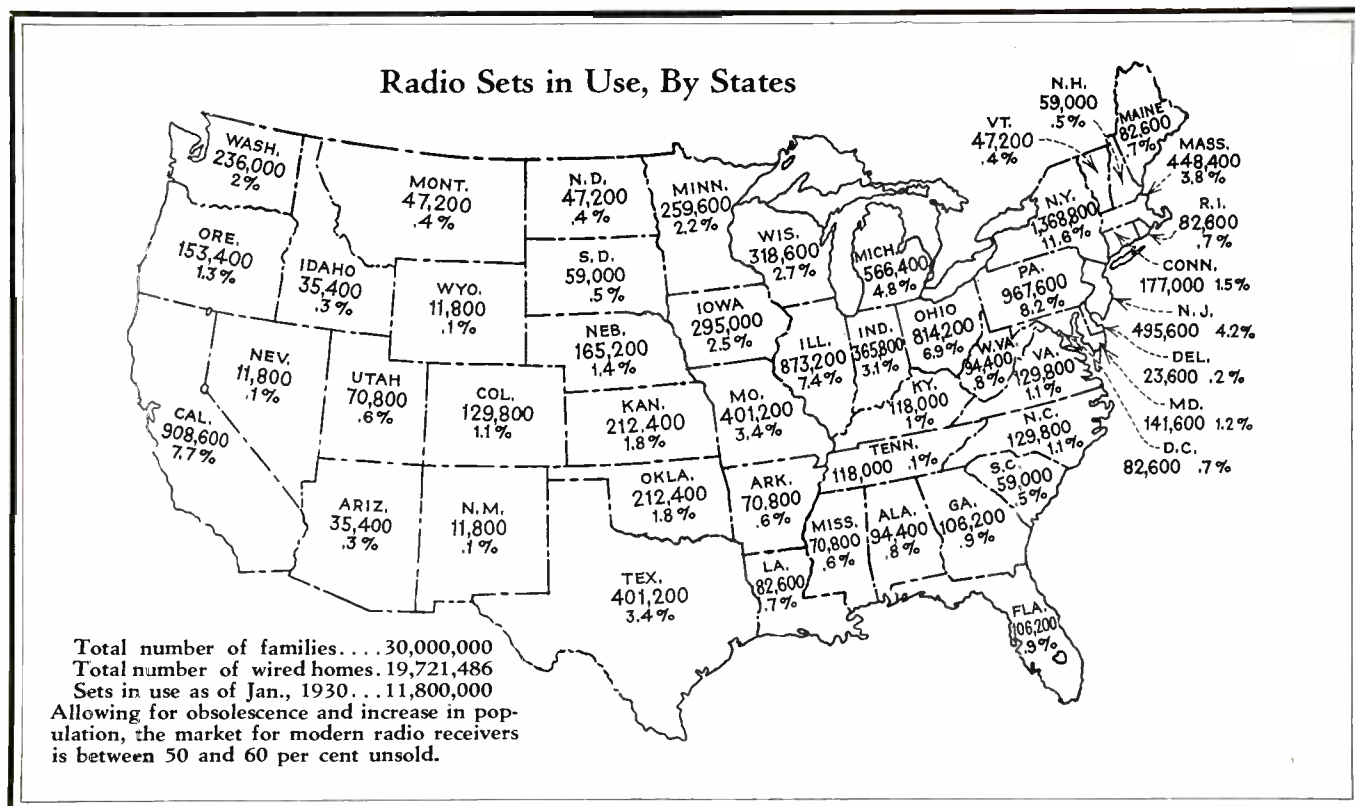 Radio Sets in Use, By States
WASH.
236,000
2%
ORE.
153,400
1.3%
CAL.
908,600
7.7%
NEV.
11,800
.1%
IDAHO
35,400
.3%
MONT.
47,200
.4%
WYO.
11,800
.1%
UTAH
70,800
.6%
COL.
129,800
1.1%
ARIZ.
35,400
.3%
N.M.
11,800
.1%
N.D.
47,200
.4%
S.D.
59,000
.5%
NEB.
165,200
1.4%
KAN.
212,400
1.8%
OKLA.
212,400
1.8%
TEX.
401,200
3.4%
MINN.
259,600
2.2%
IOWA
295,000
2.5%
MO.
401,200
3.4%
ARK.
70,800
.6%
LA.
82,600
.7%
WIS.
318,600
2.7%
ILL.
873,200
7.4%
MICH.
566,400
4.8%
IND.
365,800
3.1%
OHIO
814,200
6.9%
KY.
118,000
1%
TENN.
118,000 .1%
MISS.
70,800
.6%
ALA.
94,400
.8%
GA.
106,200
.9%
FLA.
106,200
.9%
S.C.
59,000
.5%
N.C.
129,800
1.1%
VA.
129,800
1.1%
W.VA.
94,400
.8%
PA.
967,600
8.2%
N.Y.
1,368,800
11.6%
VT.
47,200
.4%
N.H.
59,000
.5%
MAINE
82,600
.7%
MASS.
448,400
3.8%
R.I.
82,600
.7%
CONN.
177,000 1.5%
N.J.
495,600 4.2%
DEL.
23,600 .2%
MD.
141,600 1.2%
D.C.
82,600 .7%
Total number of families.... 30,000,000
Total number of wired homes. 19,721,486
Sets in use as of Jan., 1930... 11,800,000
Allowing for obsolescence and increase in pop-
ulation, the market for modern radio receivers
is between 50 and 60 per cent unsold.